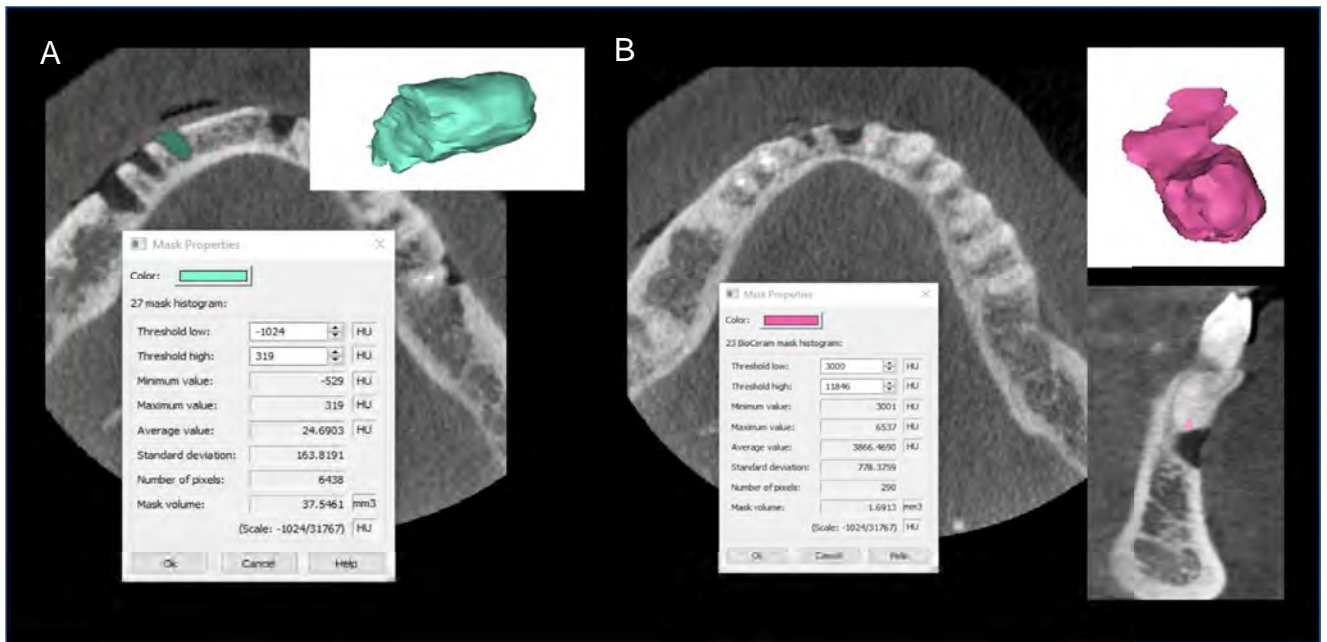 A
Mask Properties
Color:
27 mask histogram:
Threshold low: -1024 HU
Threshold high: 319 HU
Minimum value: -529 HU
Maximum value: 319 HU
Average value: 24.6903 HU
Standard deviation: 163.8191
Number of pixels: 6438
Mask volume: 37.5461 mm3
(Scale: -1024/31767) HU
Ok Cancel Help
B
Mask Properties
Color:
23 BioCeram mask histogram:
Threshold low: 3000 HU
Threshold high: 11846 HU
Minimum value: 3001 HU
Maximum value: 6537 HU
Average value: 3866.4690 HU
Standard deviation: 778.3759
Number of pixels: 290
Mask volume: 1.6913 mm3
(Scale: -1024/31767) HU
Ok Cancel Help